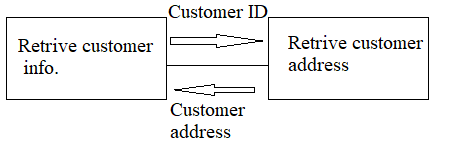 Customer ID
Retrive customer
info.
Retrive customer
address
Customer
address